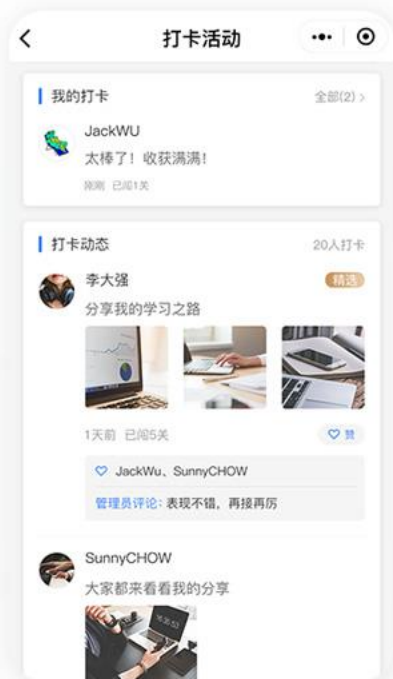 打卡活动
我的打卡
全部(2) >
JackWU
太棒了！收获满满！
刚刚 已闯1关
打卡动态
20人打卡
李大强
精选
分享我的学习之路
1天前 已闯5关
赞
JackWu、SunnyCHOW
管理员评论: 表现不错，再接再厉
SunnyCHOW
大家都来看看我的分享
16:35:53